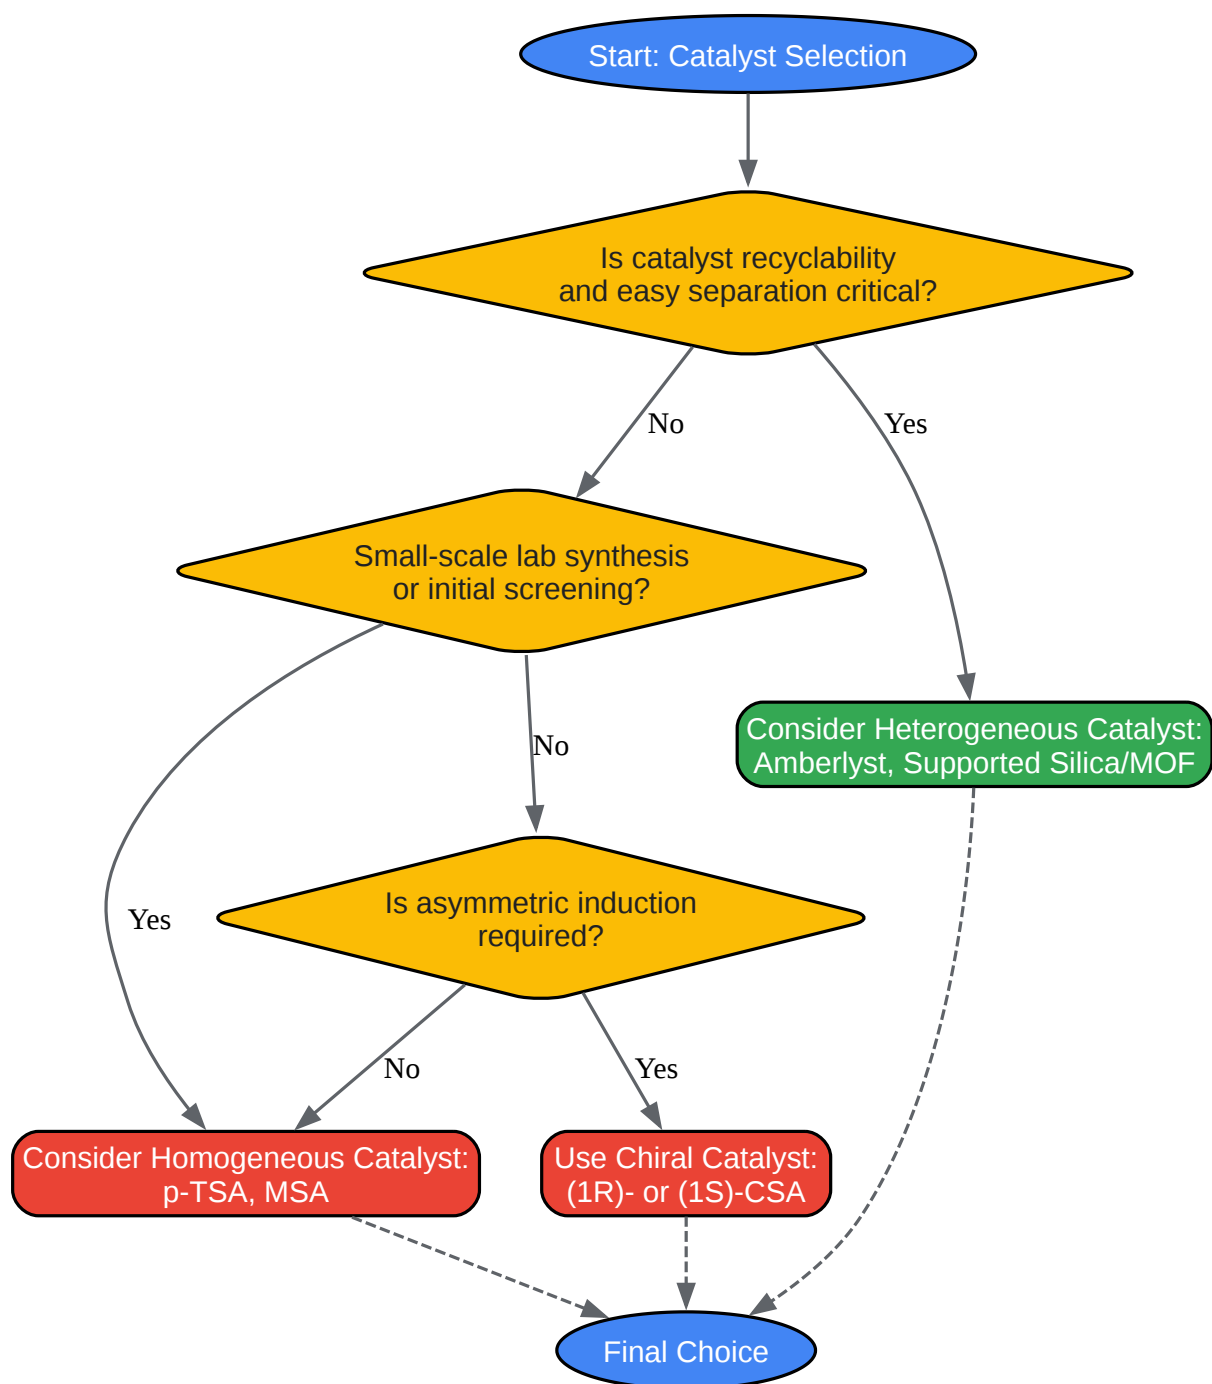 Start: Catalyst Selection
Is catalyst recyclability
and easy separation critical?
No
Yes
Small-scale lab synthesis
or initial screening?
Consider Heterogeneous Catalyst:
Amberlyst, Supported Silica/MOF
No
Yes
Is asymmetric induction
required?
No
Yes
Consider Homogeneous Catalyst:
p-TSA, MSA
Use Chiral Catalyst:
(1R)- or (1S)-CSA
Final Choice